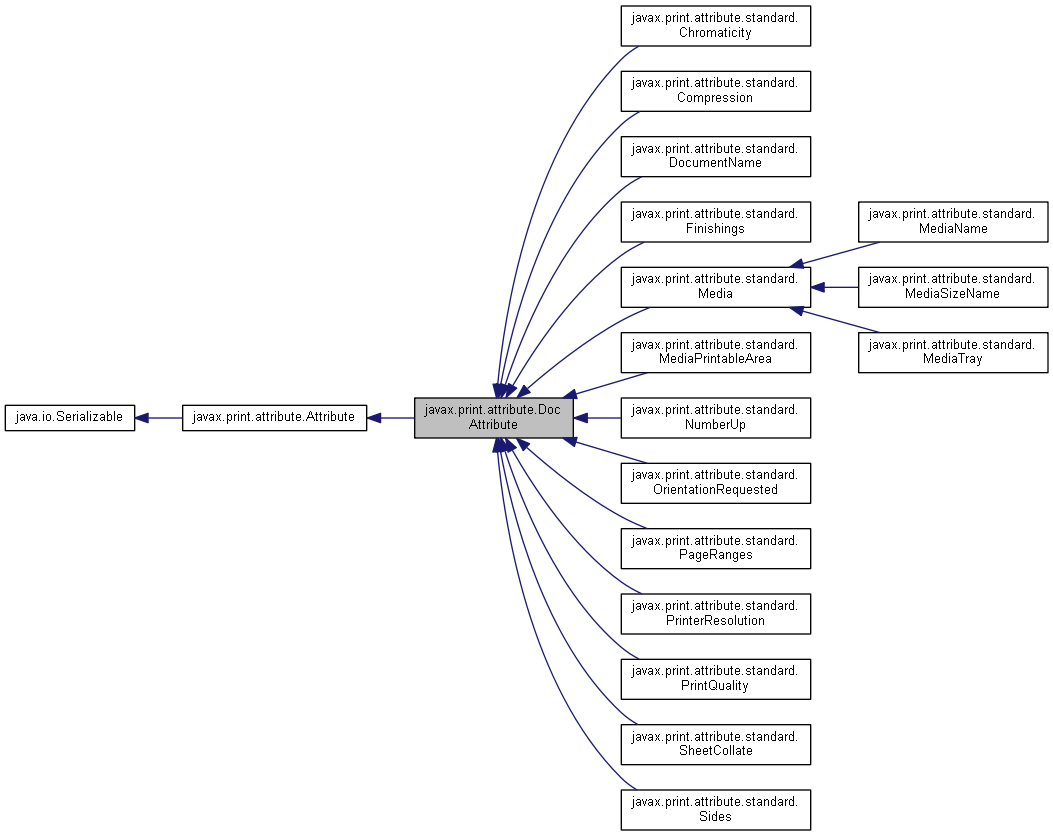 javax.print.attribute.standard.
Chromaticity
javax.print.attribute.standard.
Compression
javax.print.attribute.standard.
DocumentName
javax.print.attribute.standard.
Finishings
javax.print.attribute.standard.
MediaName
javax.print.attribute.standard.
Media
javax.print.attribute.standard.
MediaSizeName
javax.print.attribute.standard.
MediaPrintableArea
javax.print.attribute.standard.
MediaTray
java.io.Serializable
javax.print.attribute.Attribute
javax.print.attribute.Doc
Attribute
javax.print.attribute.standard.
NumberUp
javax.print.attribute.standard.
OrientationRequested
javax.print.attribute.standard.
PageRanges
javax.print.attribute.standard.
PrinterResolution
javax.print.attribute.standard.
PrintQuality
javax.print.attribute.standard.
SheetCollate
javax.print.attribute.standard.
Sides